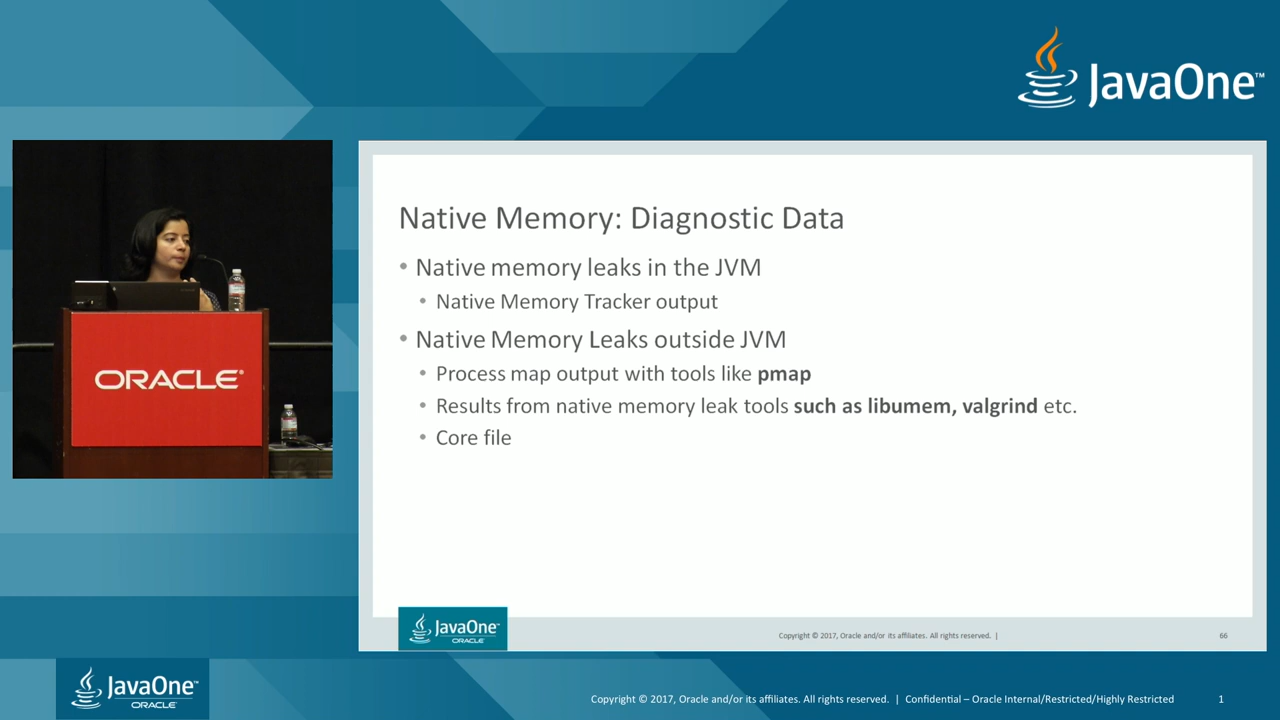 JavaOne™
ORACLE®
Native Memory: Diagnostic Data
• Native memory leaks in the JVM
• Native Memory Tracker output
• Native Memory Leaks outside JVM
• Process map output with tools like pmap
• Results from native memory leak tools such as libumem, valgrind etc.
• Core file
JavaOne™
ORACLE
Copyright © 2017, Oracle and/or its affiliates. All rights reserved. |
66
JavaOne™
ORACLE
Copyright © 2017, Oracle and/or its affiliates. All rights reserved. | Confidential – Oracle Internal/Restricted/Highly Restricted
1